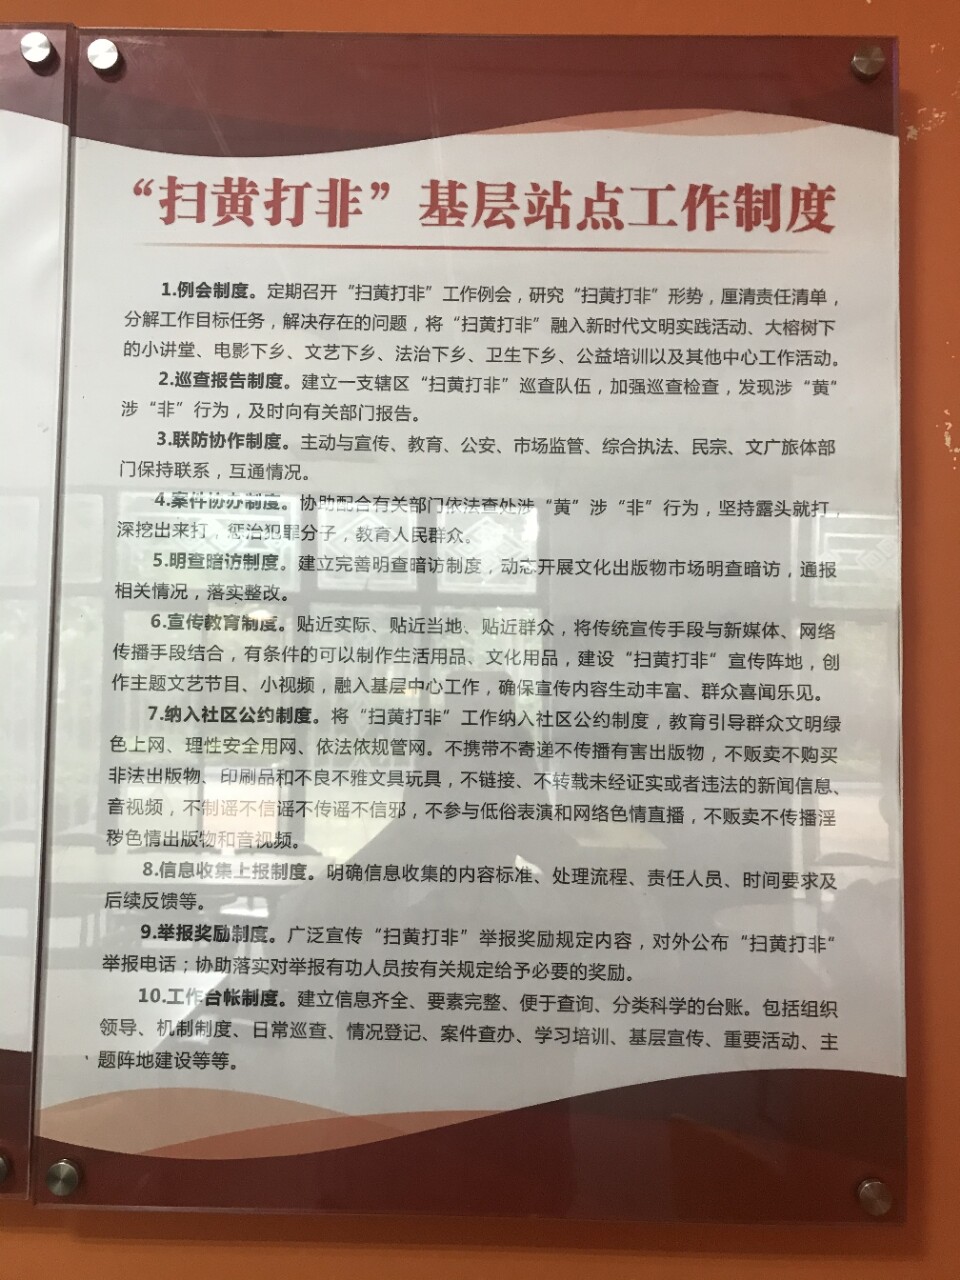 “扫黄打非”基层站点工作制度
1.例会制度。定期召开“扫黄打非”工作例会，研究“扫黄打非”形势，厘清责任清单，
分解工作目标任务，解决存在的问题，将“扫黄打非”融入新时代文明实践活动、大榕树下
的小讲堂、电影下乡、文艺下乡、法治下乡、卫生下乡、公益培训以及其他中心工作活动。
2.巡查报告制度。建立一支辖区“扫黄打非”巡查队伍，加强巡查检查，发现涉“黄”
涉“非”行为，及时向有关部门报告。
3.联防协作制度。主动与宣传、教育、公安、市场监管、综合执法、民宗、文广旅体部
门保持联系，互通情况。
4.案件协办制度。协助配合有关部门依法查处涉“黄”涉“非”行为，坚持露头就打，
深挖出来打，惩治犯罪分子，教育人民群众。
5.明查暗访制度。建立完善明查暗访制度，动态开展文化出版物市场明查暗访，通报
相关情况，落实整改。
6.宣传教育制度。贴近实际、贴近当地、贴近群众，将传统宣传手段与新媒体、网络
传播手段结合，有条件的可以制作生活用品、文化用品，建设“扫黄打非”宣传阵地，创
作主题文艺节目、小视频，融入基层中心工作，确保宣传内容生动丰富、群众喜闻乐见。
7.纳入社区公约制度。将“扫黄打非”工作纳入社区公约制度，教育引导群众文明绿
色上网、理性安全用网、依法依规管网。不携带不寄递不传播有害出版物，不贩卖不购买
非法出版物、印刷品和不良不雅文具玩具，不链接、不转载未经证实或者违法的新闻信息、
音视频，不制谣不信谣不传谣不信邪，不参与低俗表演和网络色情直播，不贩卖不传播淫
秽色情出版物和音视频。
8.信息收集上报制度。明确信息收集的内容标准、处理流程、责任人员、时间要求及
后续反馈等。
9.举报奖励制度。广泛宣传“扫黄打非”举报奖励规定内容，对外公布“扫黄打非”
举报电话；协助落实对举报有功人员按有关规定给予必要的奖励。
10.工作台帐制度。建立信息齐全、要素完整、便于查询、分类科学的台账。包括组织
领导、机制制度、日常巡查、情况登记、案件查办、学习培训、基层宣传、重要活动、主
题阵地建设等等。